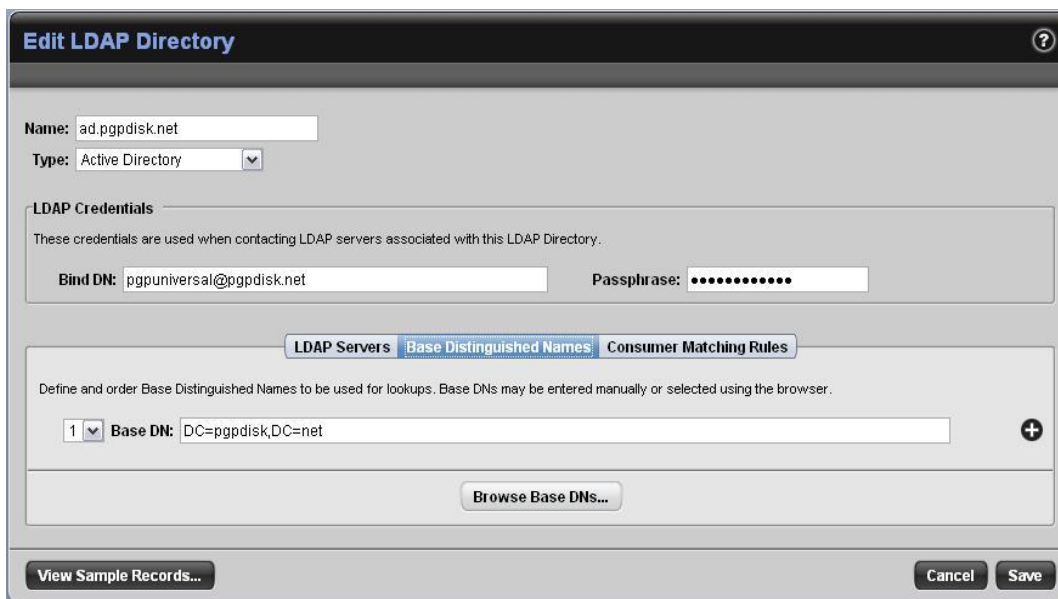 Edit LDAP Directory
?
Name: ad.pgpdisk.net
Type: Active Directory
LDAP Credentials
These credentials are used when contacting LDAP servers associated with this LDAP Directory.
Bind DN: pgpuniversal@pgpdisk.net Passphrase: ●●●●●●●●●●●●
LDAP Servers Base Distinguished Names Consumer Matching Rules
Define and order Base Distinguished Names to be used for lookups. Base DNs may be entered manually or selected using the browser.
1 Base DN: DC=pgpdisk,DC=net
Browse Base DNs...
View Sample Records... Cancel Save